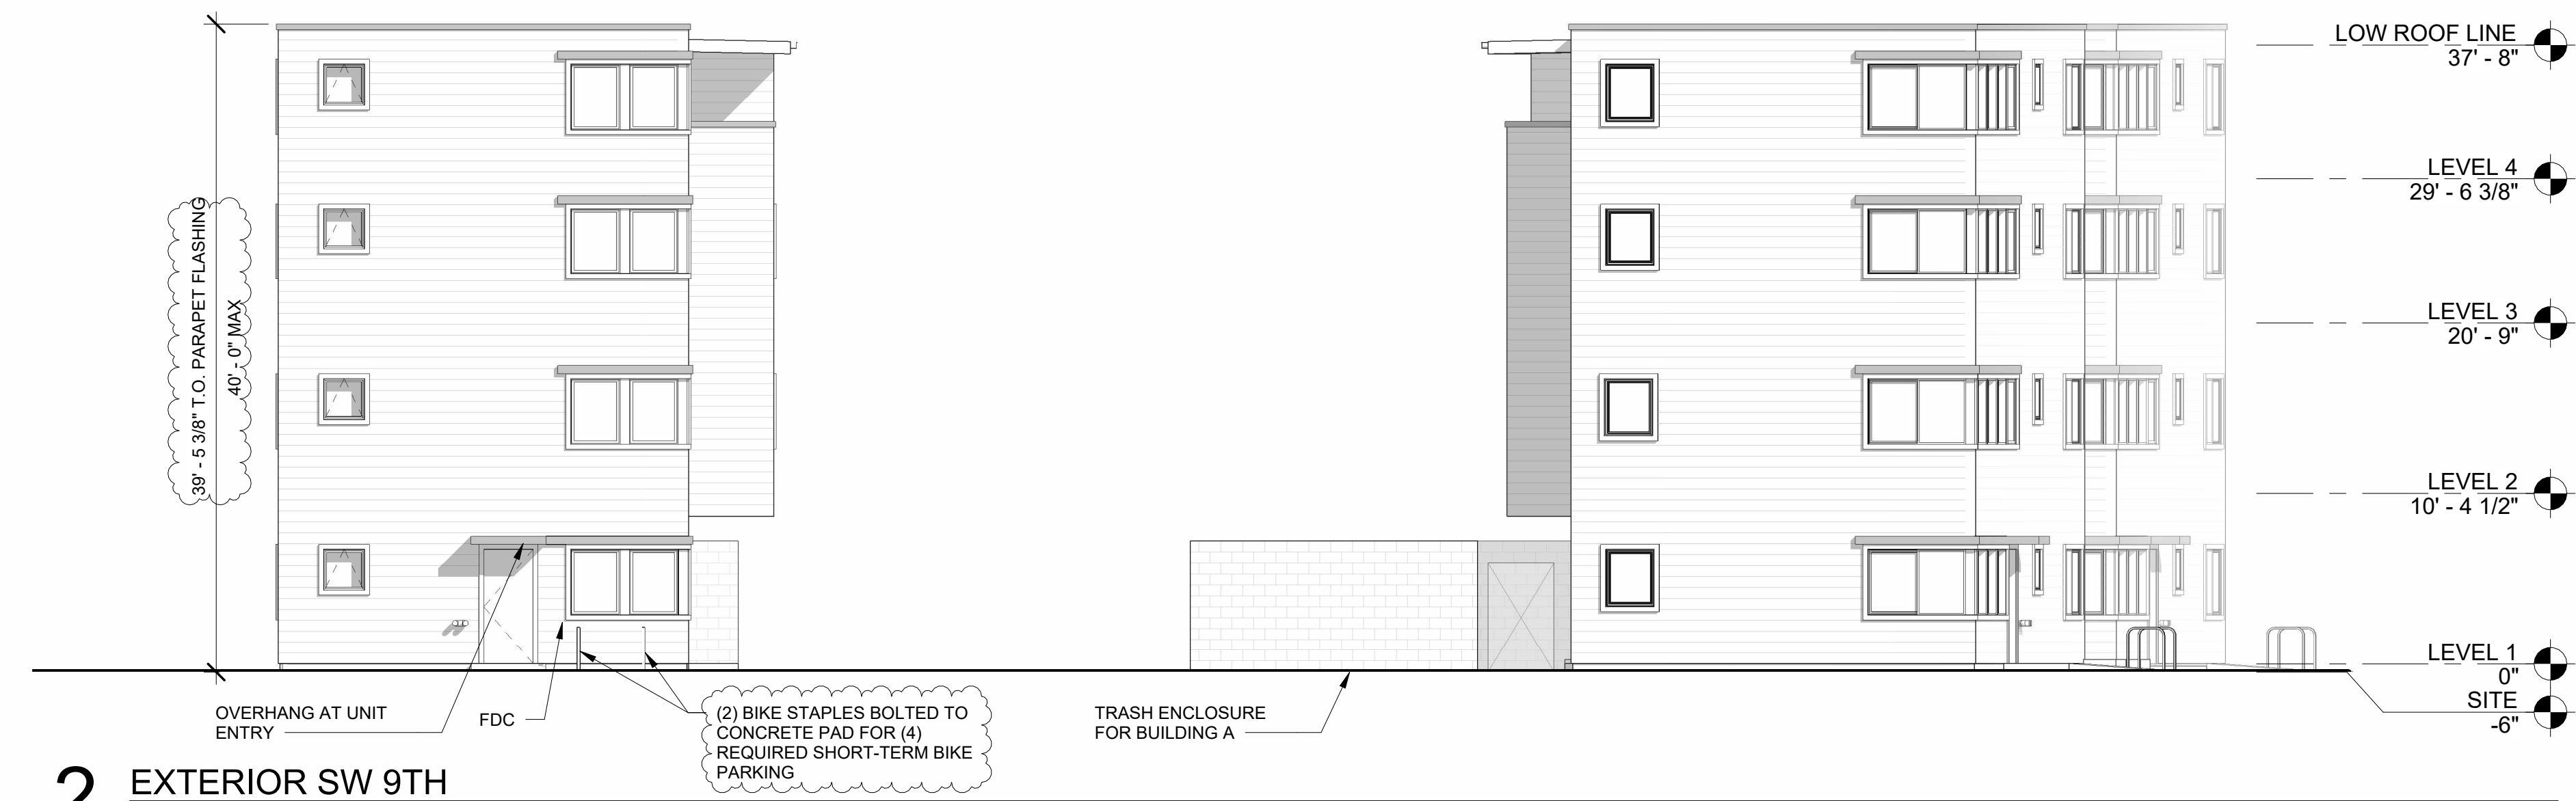 LOW ROOF LINE
37' - 8"
LEVEL 4
29' - 6 3/8"
LEVEL 3
20' - 9"
LEVEL 2
10' - 4 1/2"
LEVEL 1
0"
SITE
-6"
39' - 5 3/8" T.O. PARAPET FLASHING
40' - 0" MAX
OVERHANG AT UNIT
ENTRY
FDC
(2) BIKE STAPLES BOLTED TO
CONCRETE PAD FOR (4)
REQUIRED SHORT-TERM BIKE
PARKING
TRASH ENCLOSURE
FOR BUILDING A
2 EXTERIOR SW 9TH